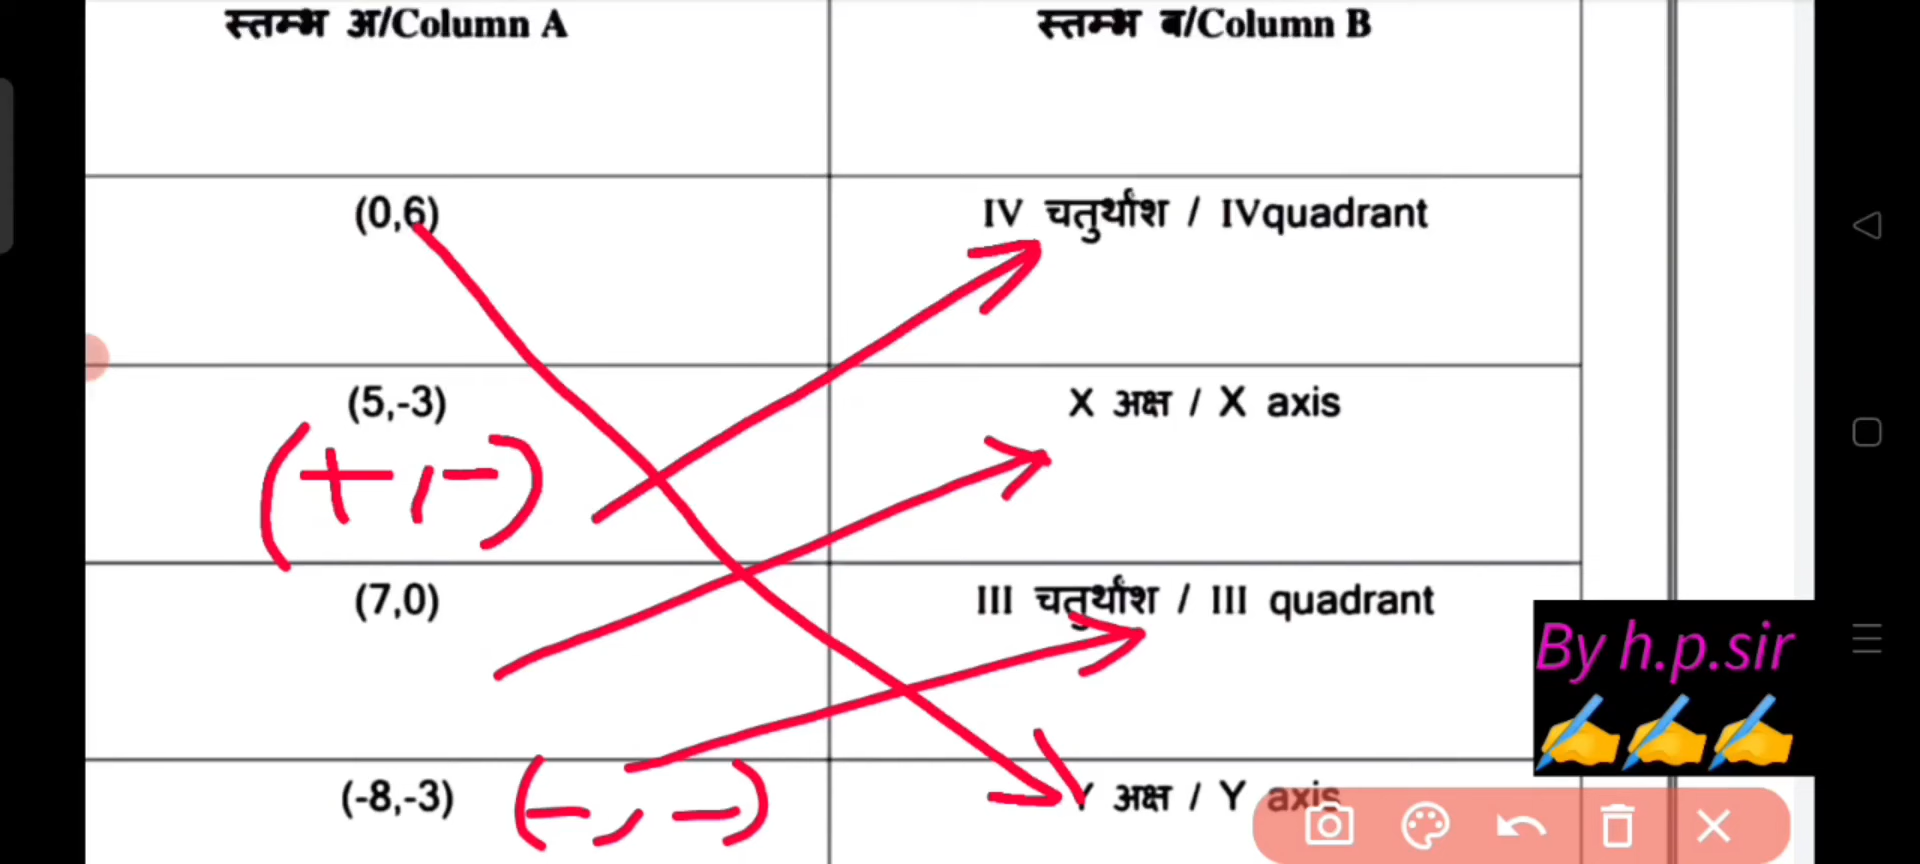 स्तम्भ अ/Column A
स्तम्भ ब/Column B
(0,6)
IV चतुर्थांश / IVquadrant
(5,-3)
X अक्ष / X axis
(+,-)
(7,0)
III चतुर्थांश / III quadrant
By h.p.sir
(-8,-3)
(-,-)
Y अक्ष / Y axis